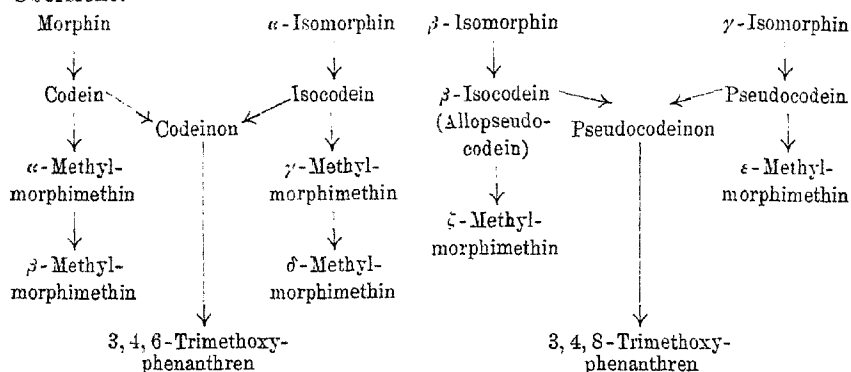 Morphin
α-Isomorphin
β-Isomorphin
γ-Isomorphin
Codein
Isocodein
β-Isocodein
(Allopseudo-
codein)
Pseudocodein
Codeinon
Pseudocodeinon
α-Methyl-
morphimethin
γ-Methyl-
morphimethin
ε-Methyl-
morphimethin
ζ-Methyl-
morphimethin
β-Methyl-
morphimethin
δ-Methyl-
morphimethin
3, 4, 6-Trimethoxy-
phenanthren
3, 4, 8-Trimethoxy-
phenanthren